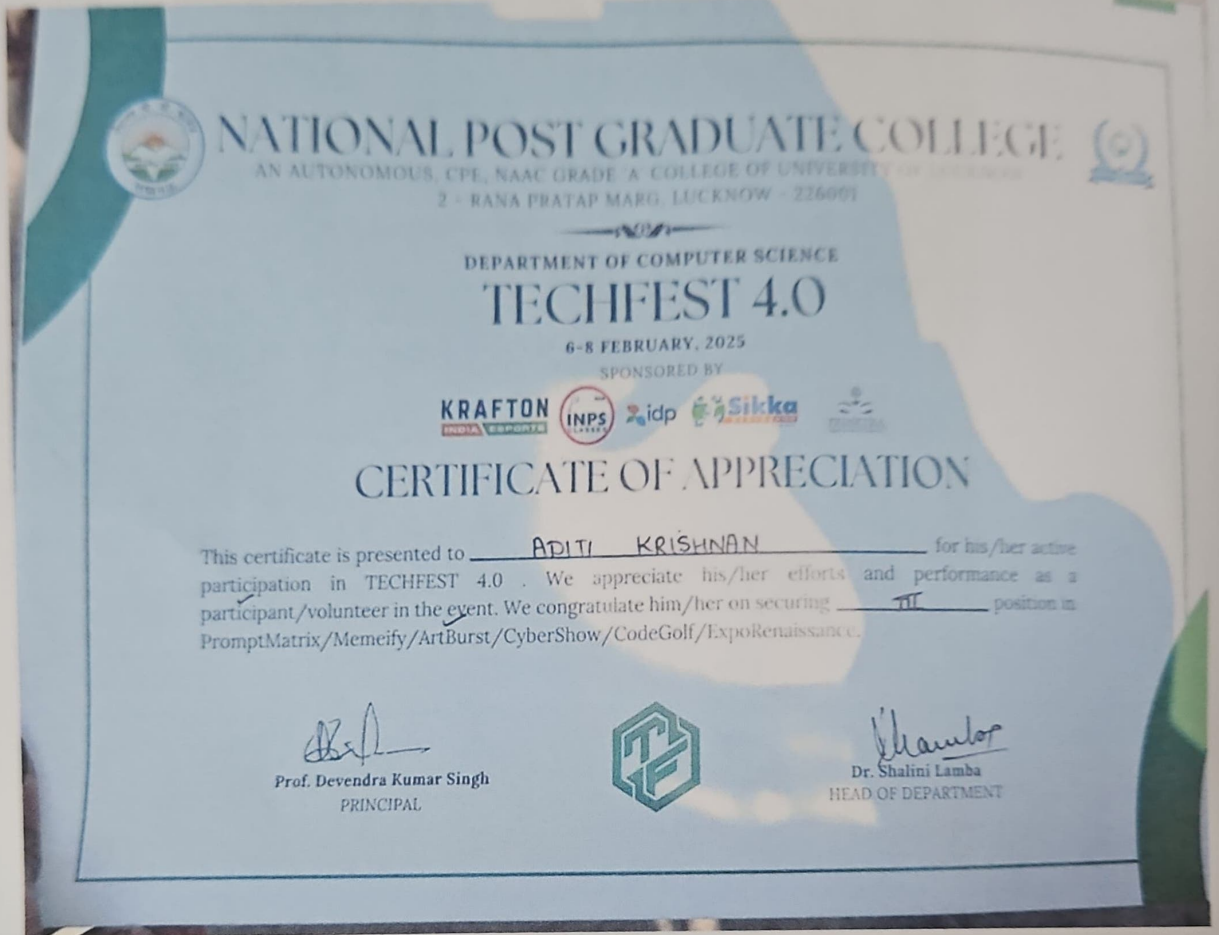 NATIONAL POST GRADUATE COLLEGE
AN AUTONOMOUS, CPE, NAAC GRADE 'A' COLLEGE OF UNIVERSITY OF LUCKNOW
2 - RANA PRATAP MARG, LUCKNOW - 226001
DEPARTMENT OF COMPUTER SCIENCE
TECHFEST 4.0
6-8 FEBRUARY, 2025
SPONSORED BY
KRAFTON INDIA ESPORTS INPS CLASSES idp Sikka
CERTIFICATE OF APPRECIATION
This certificate is presented to ADITI KRISHNAN for his/her active
participation in TECHFEST 4.0 . We appreciate his/her efforts and performance as a
participant/volunteer in the event. We congratulate him/her on securing III position in
PromptMatrix/Memeify/ArtBurst/CyberShow/CodeGolf/ExpoRenaissance.
TF
Prof. Devendra Kumar Singh
PRINCIPAL
Dr. Shalini Lamba
HEAD OF DEPARTMENT